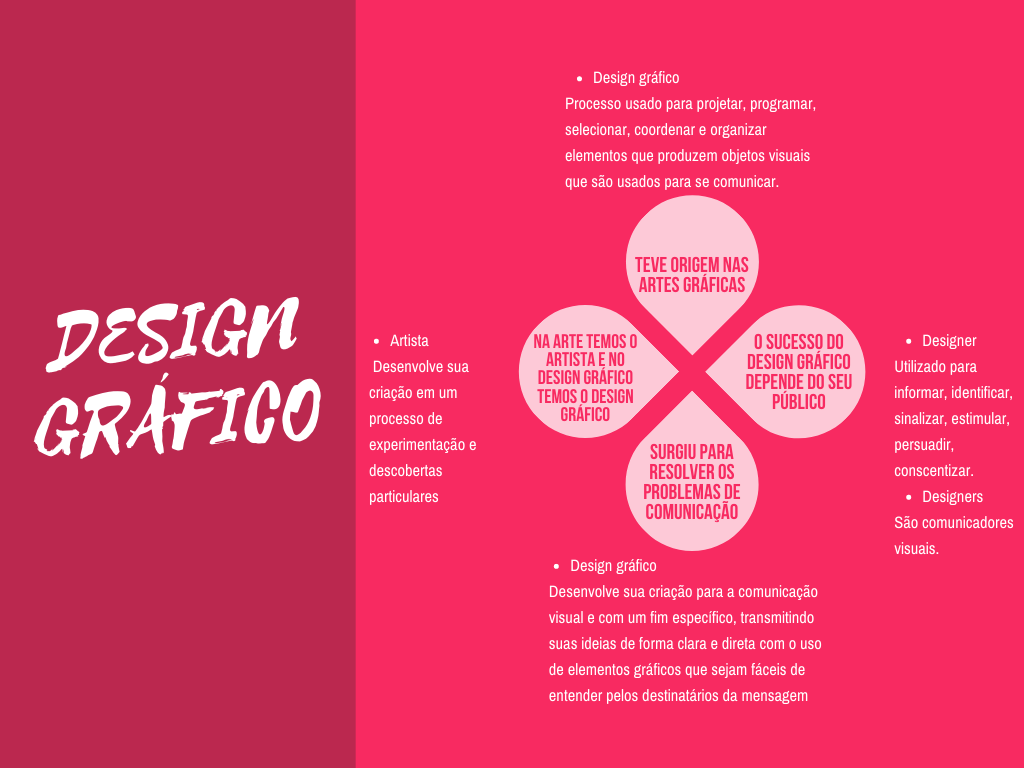 DESIGN
GRÁFICO
• Design gráfico
Processo usado para projetar, programar,
selecionar, coordenar e organizar
elementos que produzem objetos visuais
que são usados para se comunicar.
TEVE ORIGEM NAS
ARTES GRÁFICAS
• Artista
Desenvolve sua
criação em um
processo de
experimentação e
descobertas
particulares
NA ARTE TEMOS O
ARTISTA E NO
DESIGN GRÁFICO
TEMOS O DESIGN
GRÁFICO
O SUCESSO DO
DESIGN GRÁFICO
DEPENDE DO SEU
PÚBLICO
• Designer
Utilizado para
informar, identificar,
sinalizar, estimular,
persuadir,
conscentizar.
• Designers
São comunicadores
visuais.
SURGIU PARA
RESOLVER OS
PROBLEMAS DE
COMUNICAÇÃO
• Design gráfico
Desenvolve sua criação para a comunicação
visual e com um fim específico, transmitindo
suas ideias de forma clara e direta com o uso
de elementos gráficos que sejam fáceis de
entender pelos destinatários da mensagem